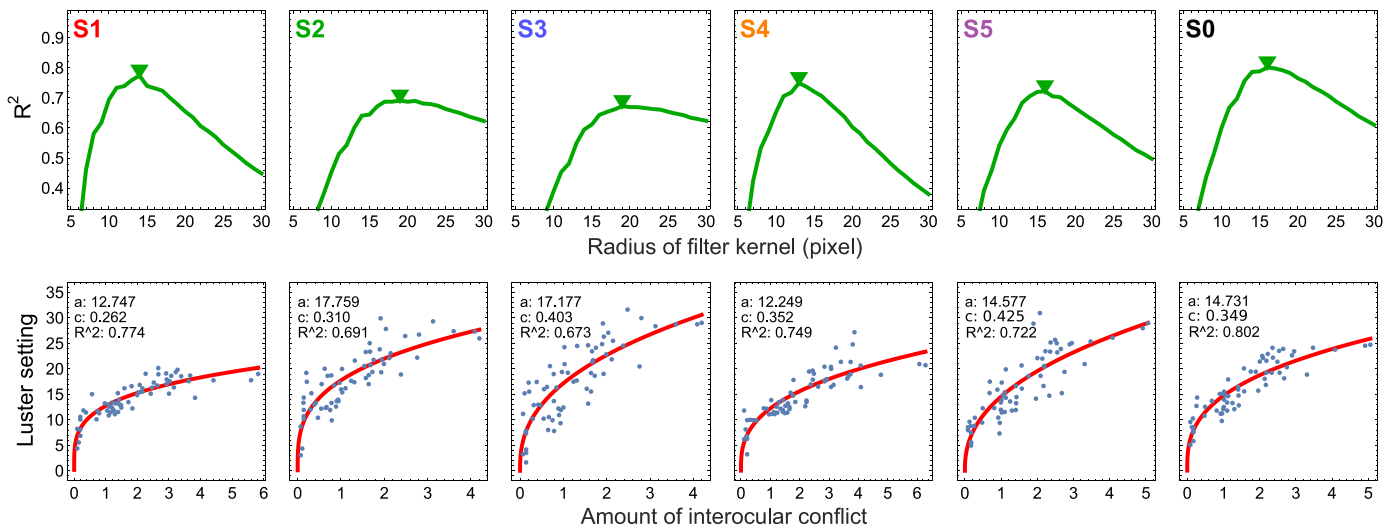 S1 S2 S3 S4 S5 S0
R²
0.9
0.8
0.7
0.6
0.5
0.4
5 10 15 20 25 30 5 10 15 20 25 30 5 10 15 20 25 30 5 10 15 20 25 30 5 10 15 20 25 30 5 10 15 20 25 30
Radius of filter kernel (pixel)
Luster setting
35
30
25
20
15
10
5
0
a: 12.747
c: 0.262
R^2: 0.774
a: 17.759
c: 0.310
R^2: 0.691
a: 17.177
c: 0.403
R^2: 0.673
a: 12.249
c: 0.352
R^2: 0.749
a: 14.577
c: 0.425
R^2: 0.722
a: 14.731
c: 0.349
R^2: 0.802
0 1 2 3 4 5 6 0 1 2 3 4 0 1 2 3 4 0 1 2 3 4 5 6 0 1 2 3 4 5 0 1 2 3 4 5
Amount of interocular conflict